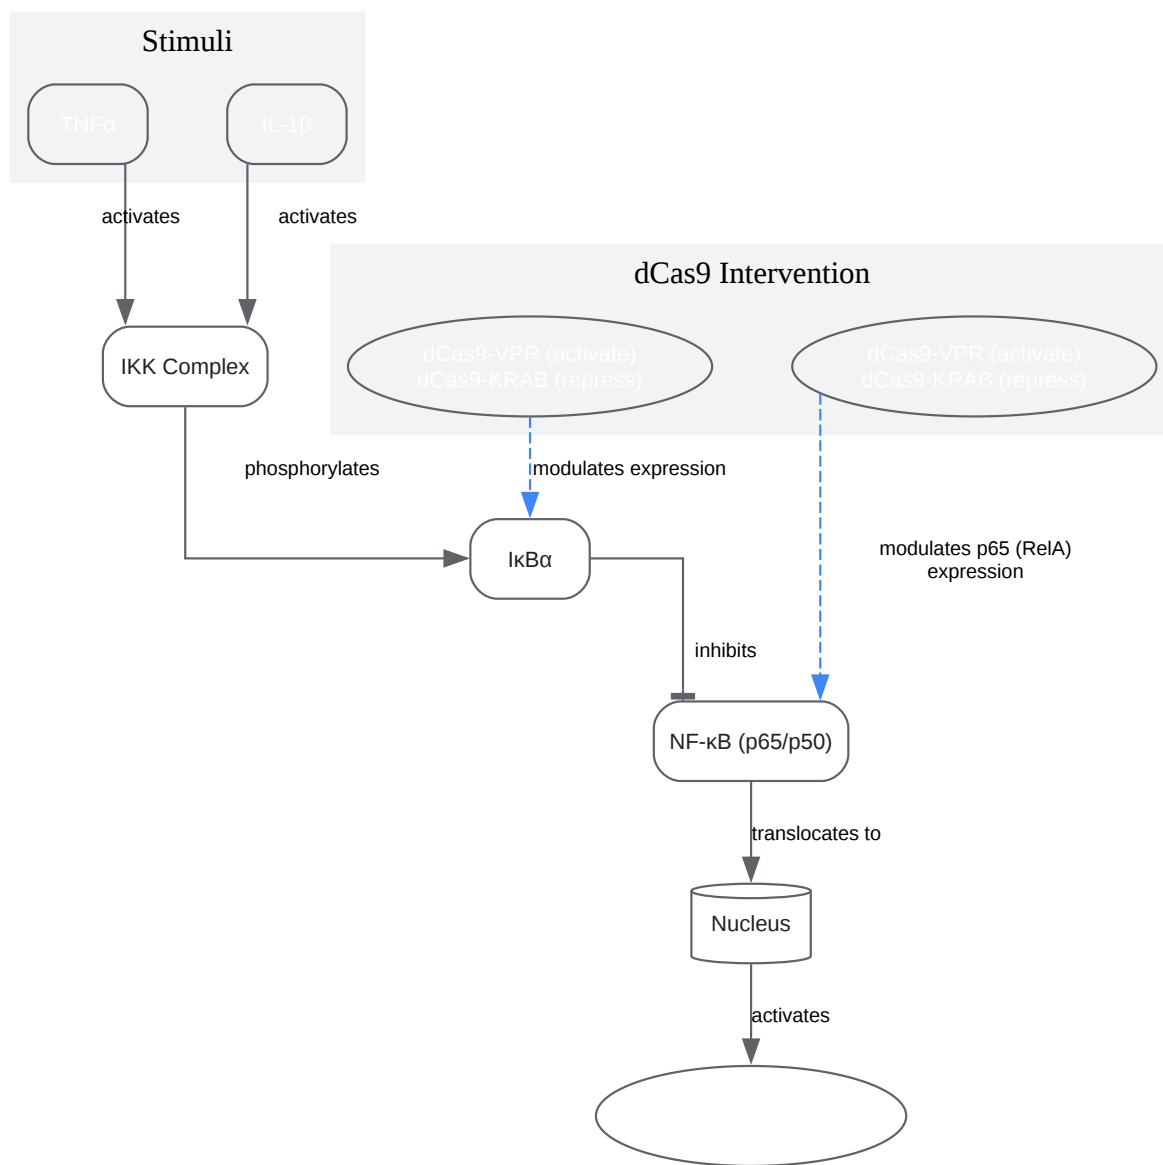 Stimuli
TNFα
IL-1β
activates
activates
dCas9 Intervention
dCas9-VPR (activate)
dCas9-KRAB (repress)
dCas9-VPR (activate)
dCas9-KRAB (repress)
IKK Complex
phosphorylates
modulates expression
modulates p65 (RelA)
expression
IκBα
inhibits
NF-κB (p65/p50)
translocates to
Nucleus
activates